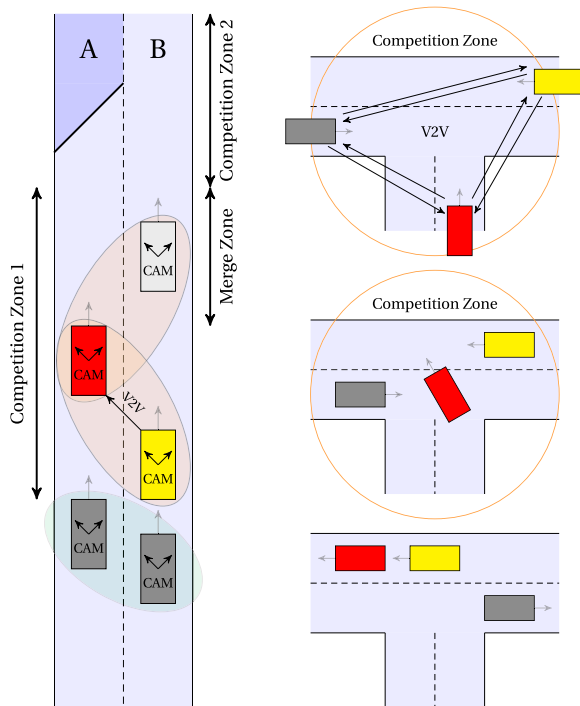 A
B
Competition Zone 2
Merge Zone
Competition Zone 1
CAM
CAM
V2V
CAM
CAM
CAM
Competition Zone
V2V
Competition Zone